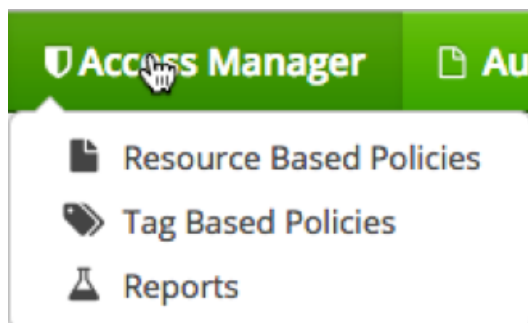 Access Manager Au
Resource Based Policies
Tag Based Policies
Reports